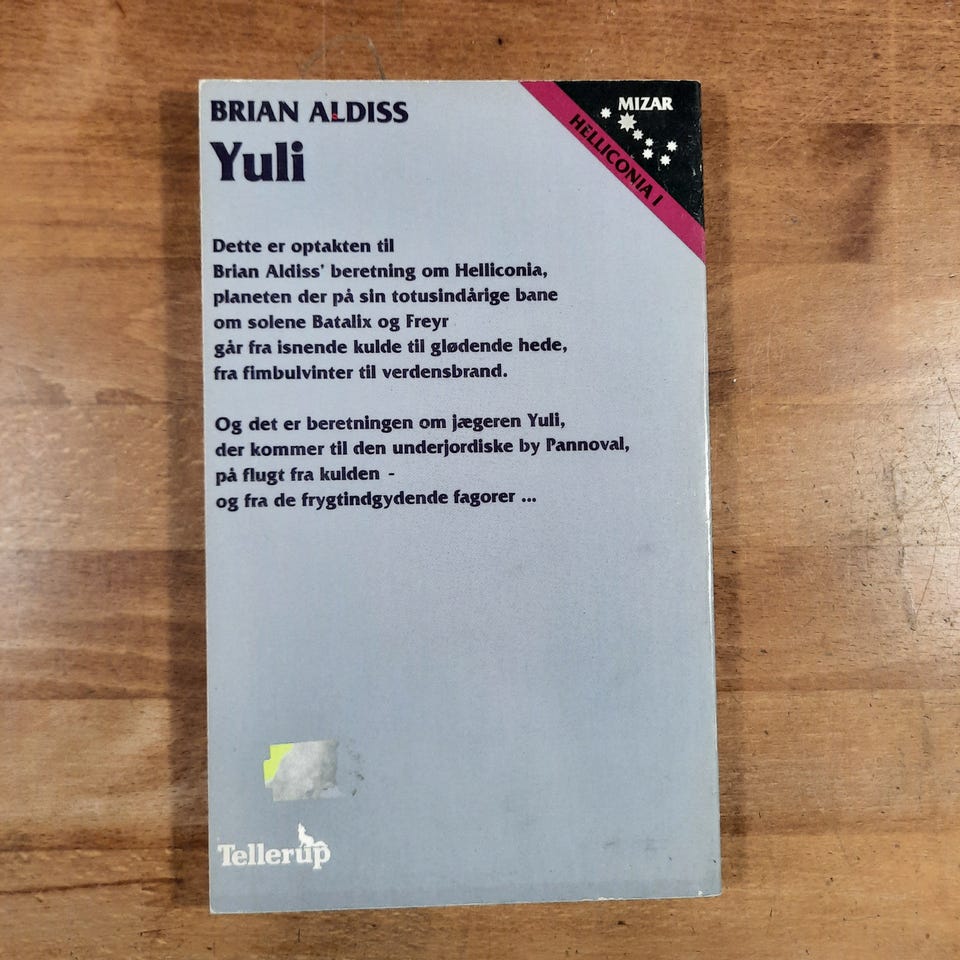 BRIAN ALDISS
Yuli
MIZAR
HELLICONIA I
Dette er optakten til
Brian Aldiss' beretning om Helliconia,
planeten der på sin totusindårige bane
om solene Batalix og Freyr
går fra isnende kulde til glødende hede,
fra fimbulvinter til verdensbrand.
Og det er beretningen om jægeren Yuli,
der kommer til den underjordiske by Pannoval,
på flugt fra kulden -
og fra de frygtindgydende fagorer ...
Tellerup